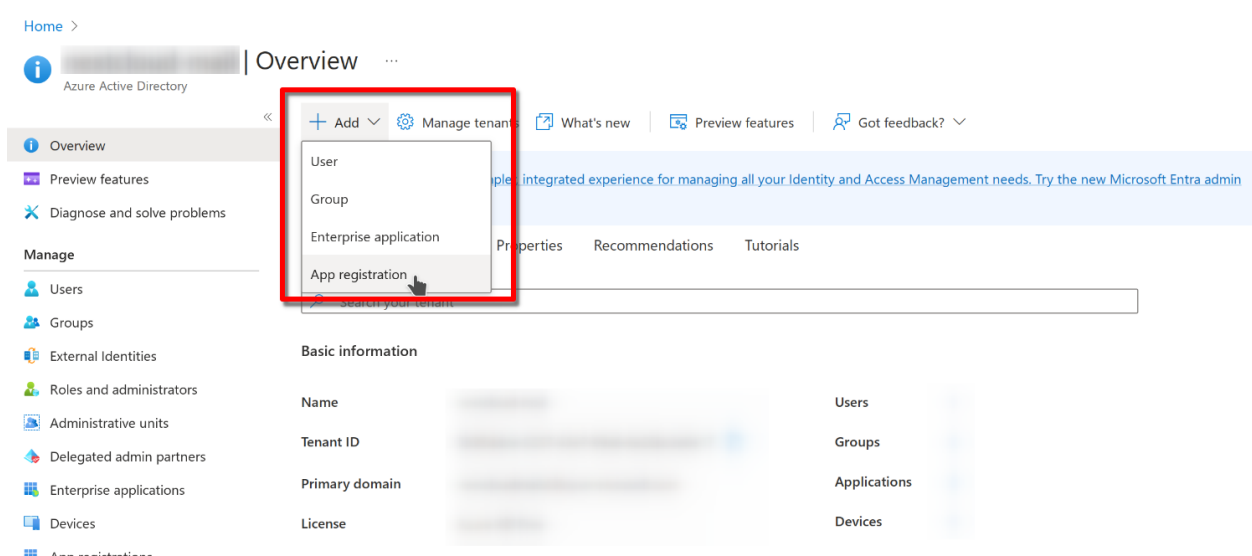 Home >
| Overview ...
Azure Active Directory
«
+ Add Manage tenants What's new Preview features Got feedback?
Overview
Preview features
Diagnose and solve problems
Manage
Users
Groups
External Identities
Roles and administrators
Administrative units
Delegated admin partners
Enterprise applications
Devices
App registrations
User
Group
Enterprise application
App registration
integrated experience for managing all your Identity and Access Management needs. Try the new Microsoft Entra admin
Properties Recommendations Tutorials
Search your tenant
Basic information
Name Users
Tenant ID Groups
Primary domain Applications
License Devices